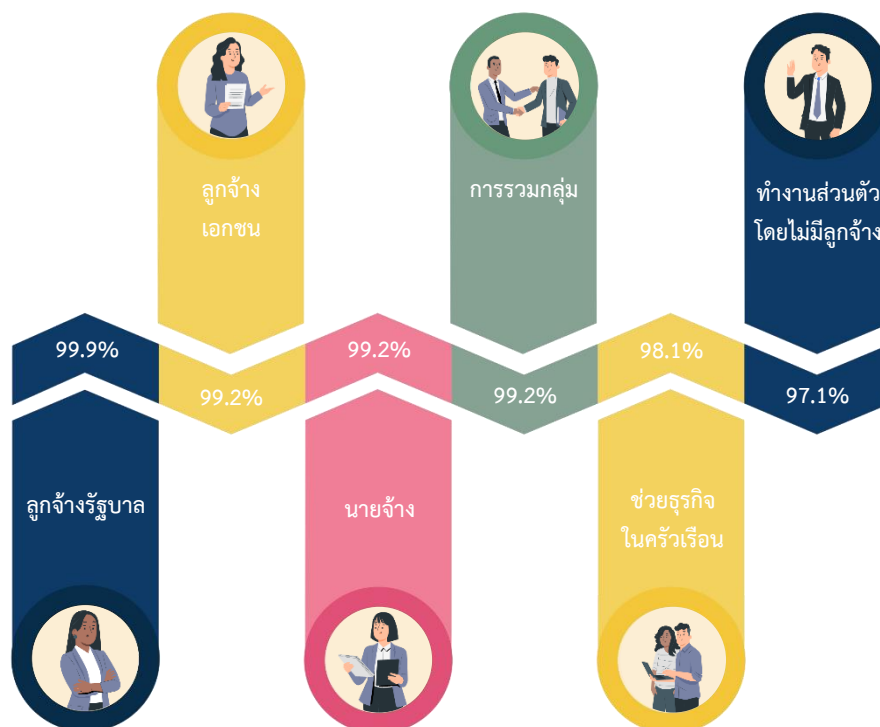 ลูกจ้าง
เอกชน
การรวมกลุ่ม
ทำงานส่วนตัว
โดยไม่มีลูกจ้าง
99.9%
99.2%
99.2%
99.2%
98.1%
97.1%
ลูกจ้างรัฐบาล
นายจ้าง
ช่วยธุรกิจ
ในครัวเรือน